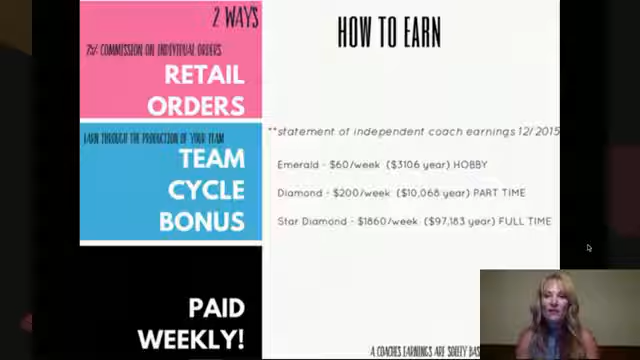 2 WAYS
25% COMMISSION ON INDIVIDUAL ORDERS
RETAIL
ORDERS
EARN THROUGH THE PRODUCTION OF YOUR TEAM
TEAM
CYCLE
BONUS
PAID
WEEKLY!
HOW TO EARN
**statement of independent coach earnings 12/2015
Emerald - $60/week ($3106 year) HOBBY
Diamond - $200/week ($10,068 year) PART TIME
Star Diamond - $1860/week ($97,183 year) FULL TIME
A COACHES EARNINGS ARE SOLELY BAS